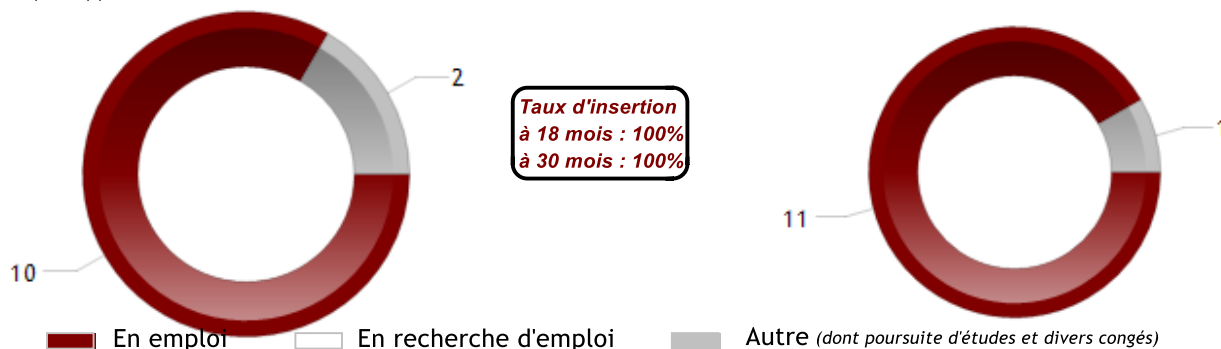 2
Taux d'insertion
à 18 mois : 100%
à 30 mois : 100%
1
11
10
En emploi
En recherche d'emploi
Autre (dont poursuite d'études et divers congés)